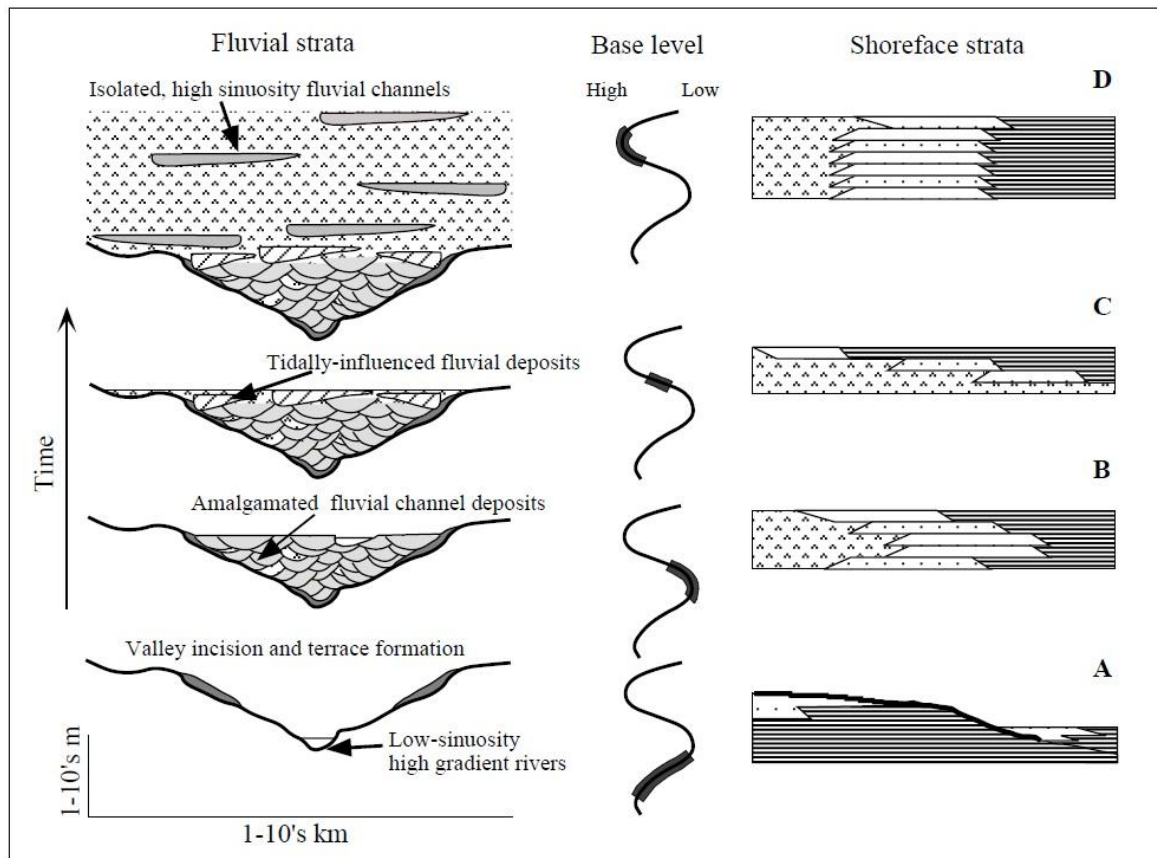 Fluvial strata
Base level
Shoreface strata
Isolated, high sinuosity fluvial channels
High
Low
D
Tidally-influenced fluvial deposits
C
Time
Amalgamated fluvial channel deposits
B
Valley incision and terrace formation
A
Low-sinuosity
high gradient rivers
1-10's m
1-10's km